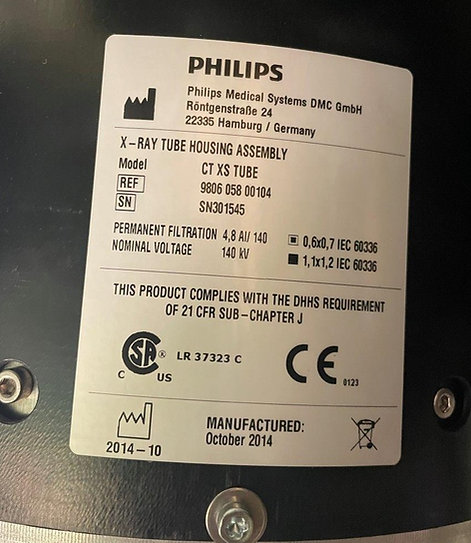 PHILIPS
Philips Medical Systems DMC GmbH
Röntgenstraße 24
22335 Hamburg / Germany
X-RAY TUBE HOUSING ASSEMBLY
Model CT XS TUBE
REF 9806 058 00104
SN SN301545
PERMANENT FILTRATION 4,8 Al/ 140 0,6x0,7 IEC 60336
NOMINAL VOLTAGE 140 kV 1,1x1,2 IEC 60336
THIS PRODUCT COMPLIES WITH THE DHHS REQUIREMENT
OF 21 CFR SUB-CHAPTER J
C SA ® US LR 37323 C CE 0123
MANUFACTURED:
2014-10 October 2014